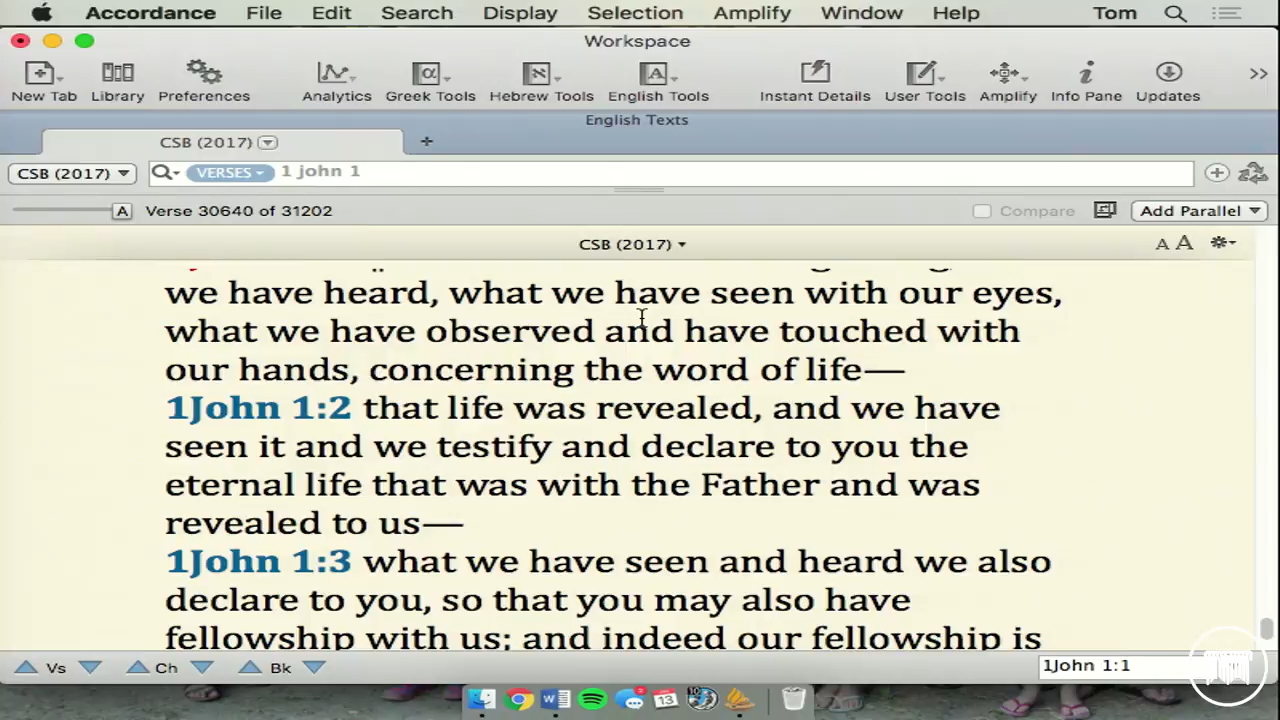 Accordance File Edit Search Display Selection Amplify Window Help Tom
Workspace
New Tab Library Preferences Analytics Greek Tools Hebrew Tools English Tools Instant Details User Tools Amplify Info Pane Updates
English Texts
CSB (2017)
CSB (2017) VERSES 1 john 1
A Verse 30640 of 31202 Compare Add Parallel
CSB (2017) A A
we have heard, what we have seen with our eyes,
what we have observed and have touched with
our hands, concerning the word of life—
1John 1:2 that life was revealed, and we have
seen it and we testify and declare to you the
eternal life that was with the Father and was
revealed to us—
1John 1:3 what we have seen and heard we also
declare to you, so that you may also have
fellowship with us; and indeed our fellowship is
Vs Ch Bk 1John 1:1
13